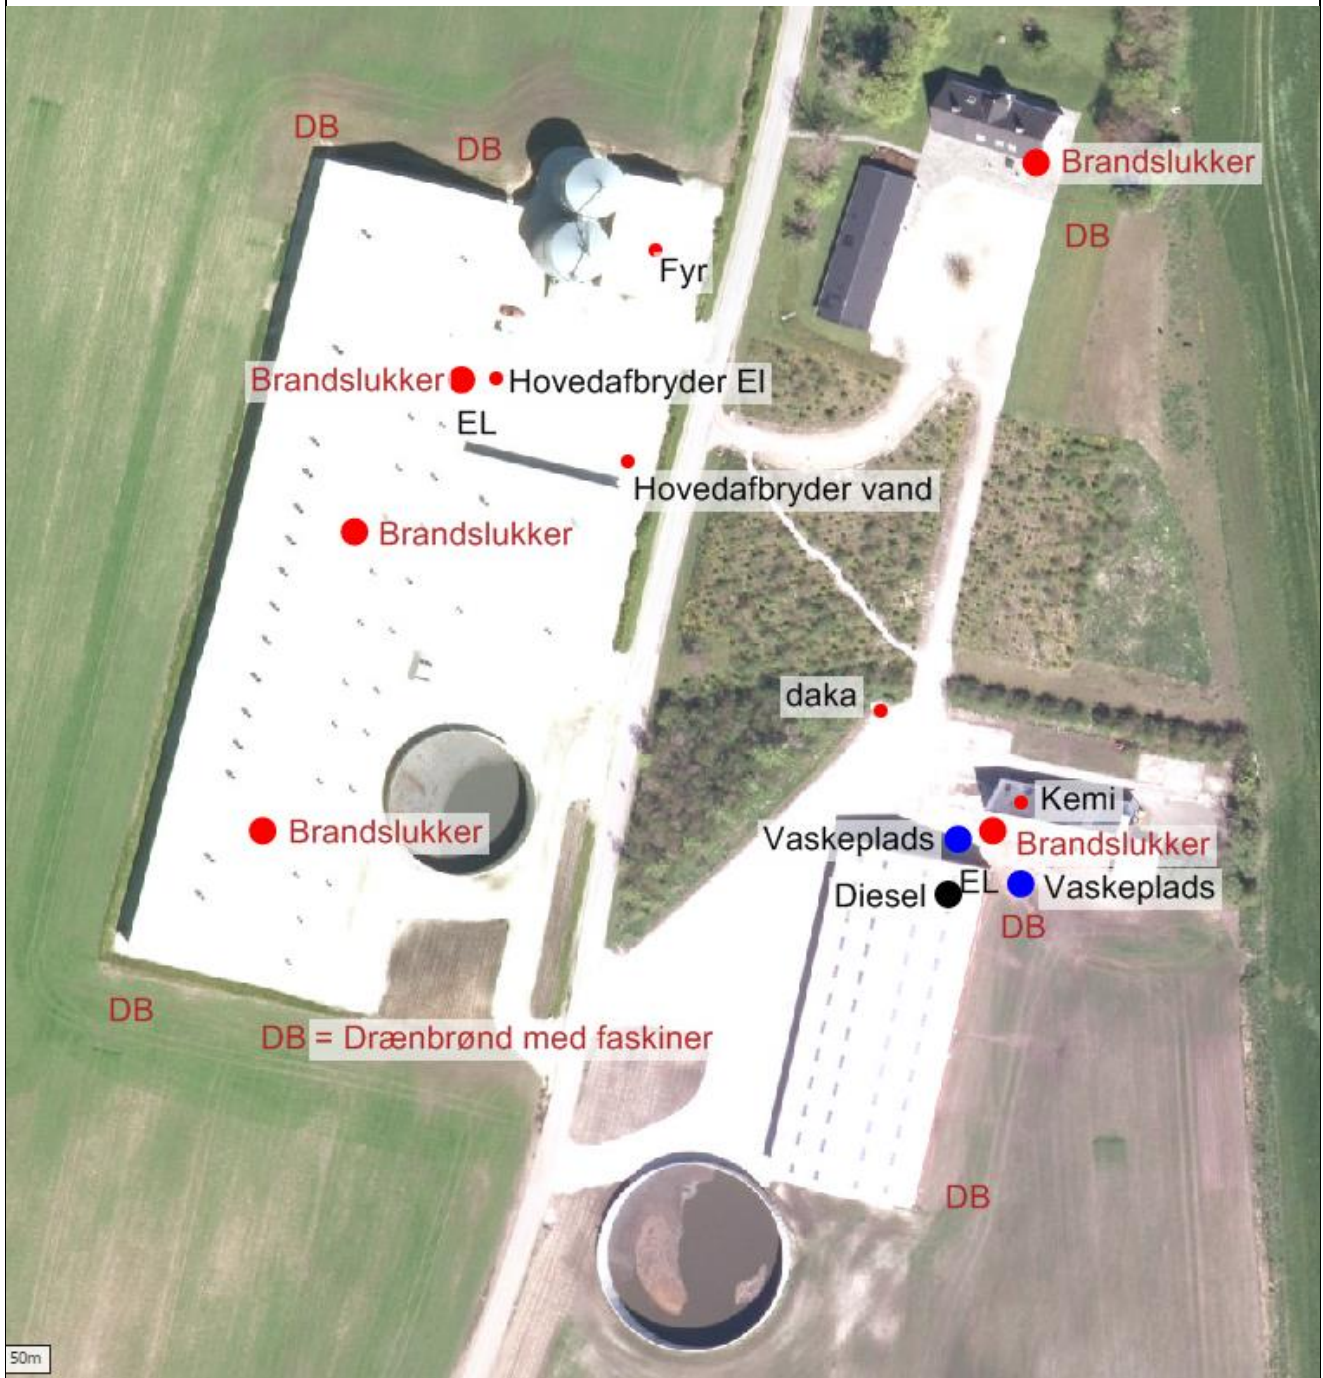 DB
DB
Brandslukker
DB
Fyr
Brandslukker
Hovedafbryder El
EL
Hovedafbryder vand
Brandslukker
daka
Kemi
Vaskeplads
Brandslukker
Brandslukker
Diesel
EL
Vaskeplads
DB
DB
DB = Drænbrønd med faskiner
DB
50m